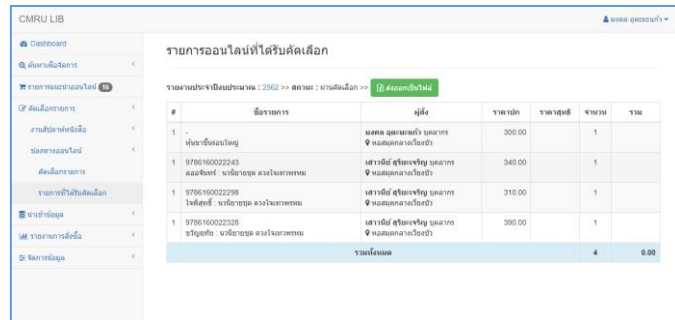 CMRU LIB
มงคล อุตะมะแก้ว
Dashboard
ค้นหาเพื่อจัดการ
รายการแนะนำออนไลน์ 16
คัดเลือกรายการ
งานสัปดาห์หนังสือ
ช่องทางออนไลน์
คัดเลือกรายการ
รายการที่ได้รับคัดเลือก
นำเข้าข้อมูล
รายงานการสั่งซื้อ
จัดการข้อมูล
รายการออนไลน์ที่ได้รับคัดเลือก
รายงานประจำปีงบประมาณ : 2562 >> สถานะ : ผ่านคัดเลือก >> ส่งออกเป็นไฟล์
# ชื่อรายการ ผู้สั่ง ราคาปก ราคาสุทธิ จำนวน รวม
1 - มงคล อุตะมะแก้ว บุคลากร 300.00 1
หุ่นขาขึ้นรอบใหญ่ หอสมุดกลางเวียงบัว
1 9786160022243 เสาวนีย์ สุริยะเจริญ บุคลากร 340.00 1
ลออจันทร์ : นวนิยายชุด ดวงใจเทวพรหม หอสมุดกลางเวียงบัว
1 9786160022298 เสาวนีย์ สุริยะเจริญ บุคลากร 310.00 1
ใจพิสุทธิ์ : นวนิยายชุด ดวงใจเทวพรหม หอสมุดกลางเวียงบัว
1 9786160022328 เสาวนีย์ สุริยะเจริญ บุคลากร 390.00 1
ขวัญฤทัย : นวนิยายชุด ดวงใจเทวพรหม หอสมุดกลางเวียงบัว
รวมทั้งหมด 4 0.00